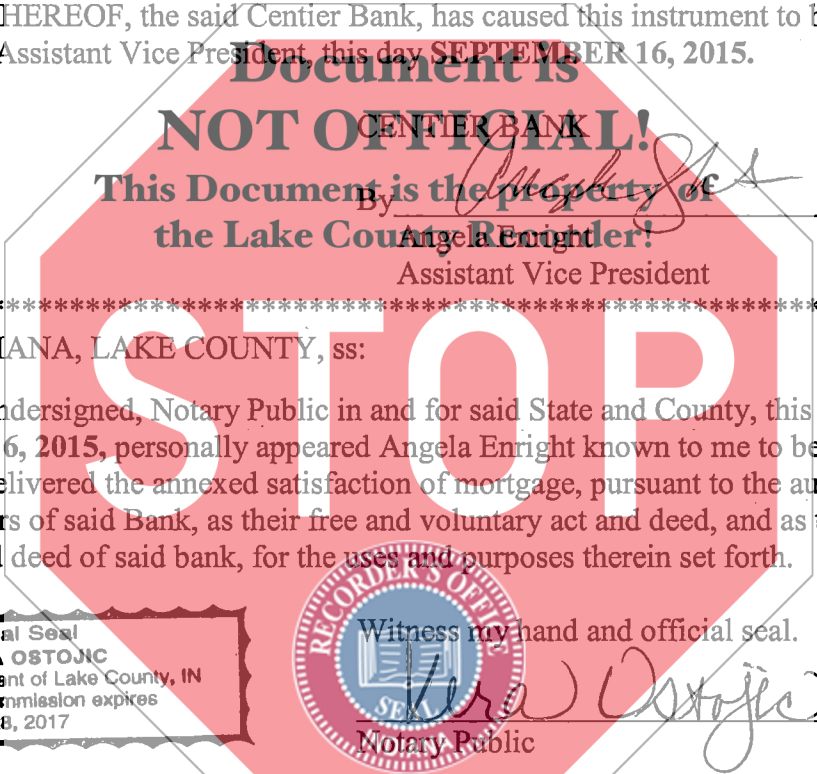 HEREOF, the said Centier Bank, has caused this instrument to b
Assistant Vice President, this day SEPTEMBER 16, 2015.
Document is
NOT OFFICIAL!
This Document is the property of
the Lake County Recorder!
CENTIER BANK
By
Angela Enright
Assistant Vice President
STOP
IANA, LAKE COUNTY, ss:
ndersigned, Notary Public in and for said State and County, this
6, 2015, personally appeared Angela Enright known to me to be
elivered the annexed satisfaction of mortgage, pursuant to the au
rs of said Bank, as their free and voluntary act and deed, and as
deed of said bank, for the uses and purposes therein set forth.
RECORDER'S OFFICE
SEAL
al Seal
OSTOJIC
nt of Lake County, IN
mmission expires
8, 2017
Witness my hand and official seal.
Kera Ostojic
Notary Public